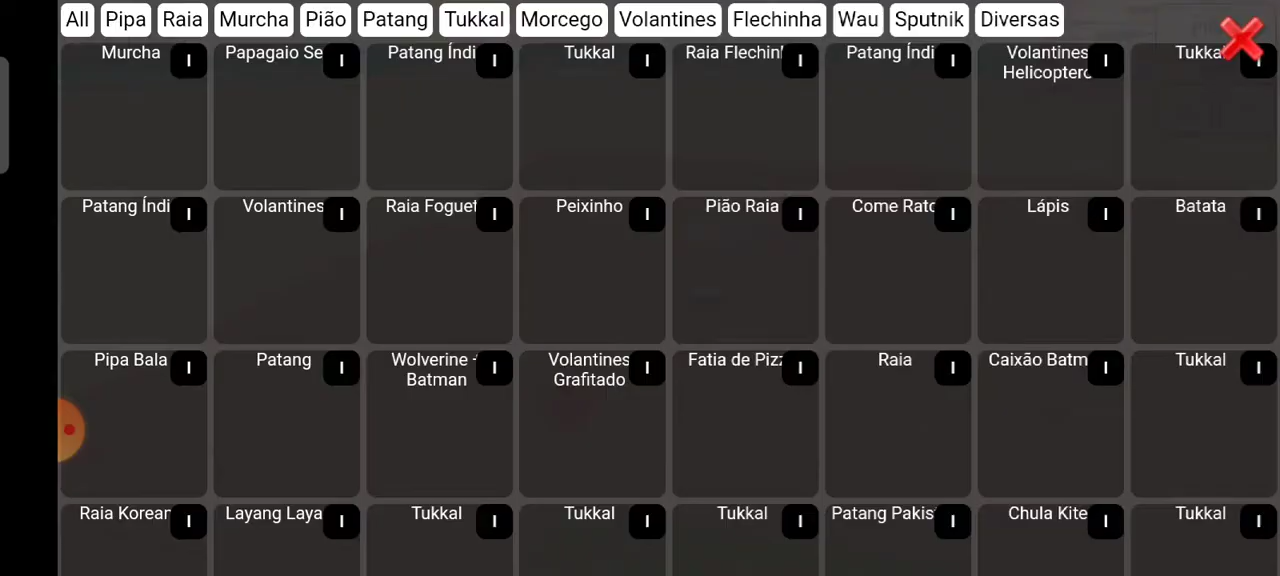 All Pipa Raia Murcha Pião Patang Tukkal Morcego Volantines Flechinha Wau Sputnik Diversas
Murcha I Papagaio Se I Patang Índi I Tukkal I Raia Flechin I Patang Índi I Volantines I Tukkal I
Helicoptero
Patang Índi I Volantines I Raia Foguet I Peixinho I Pião Raia I Come Rato I Lápis I Batata I
Pipa Bala I Patang I Wolverine - I Volantines I Fatia de Pizz I Raia I Caixão Batm I Tukkal I
Batman Grafitado
Raia Korean I Layang Laya I Tukkal I Tukkal I Tukkal I Patang Pakis I Chula Kite I Tukkal I